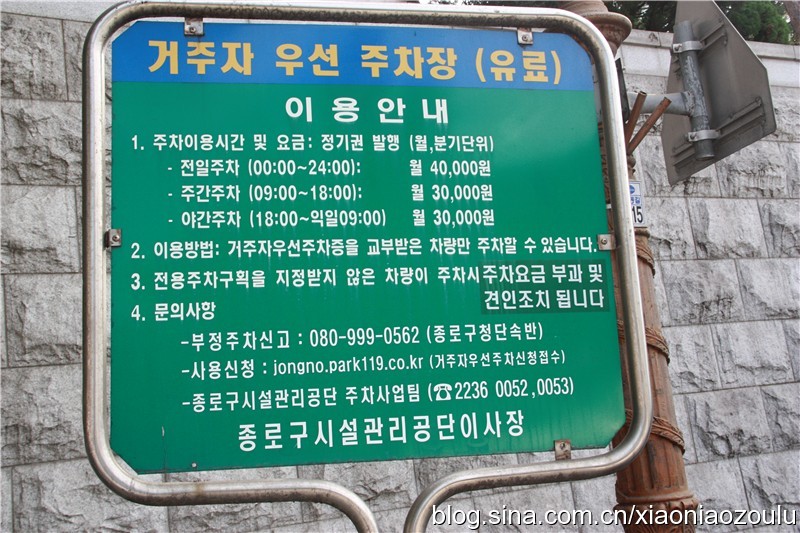 거주자 우선 주차장 (유료)
이 용 안 내
1. 주차이용시간 및 요금: 정기권 발행 (월,분기단위)
- 전일주차 (00:00~24:00): 월 40,000원
- 주간주차 (09:00~18:00): 월 30,000원
- 야간주차 (18:00~익일09:00) 월 30,000원
2. 이용방법: 거주자우선주차증을 교부받은 차량만 주차할 수 있습니다.
3. 전용주차구획을 지정받지 않은 차량이 주차시 주차요금 부과 및
견인조치 됩니다
4. 문의사항
-부정주차신고 : 080-999-0562 (종로구청단속반)
-사용신청 : jongno.park119.co.kr (거주자우선주차신청접수)
-종로구시설관리공단 주차사업팀 (☎2236 0052,0053)
종로구시설관리공단이사장
15
blog.sina.com.cn/xiaoniaozoulu